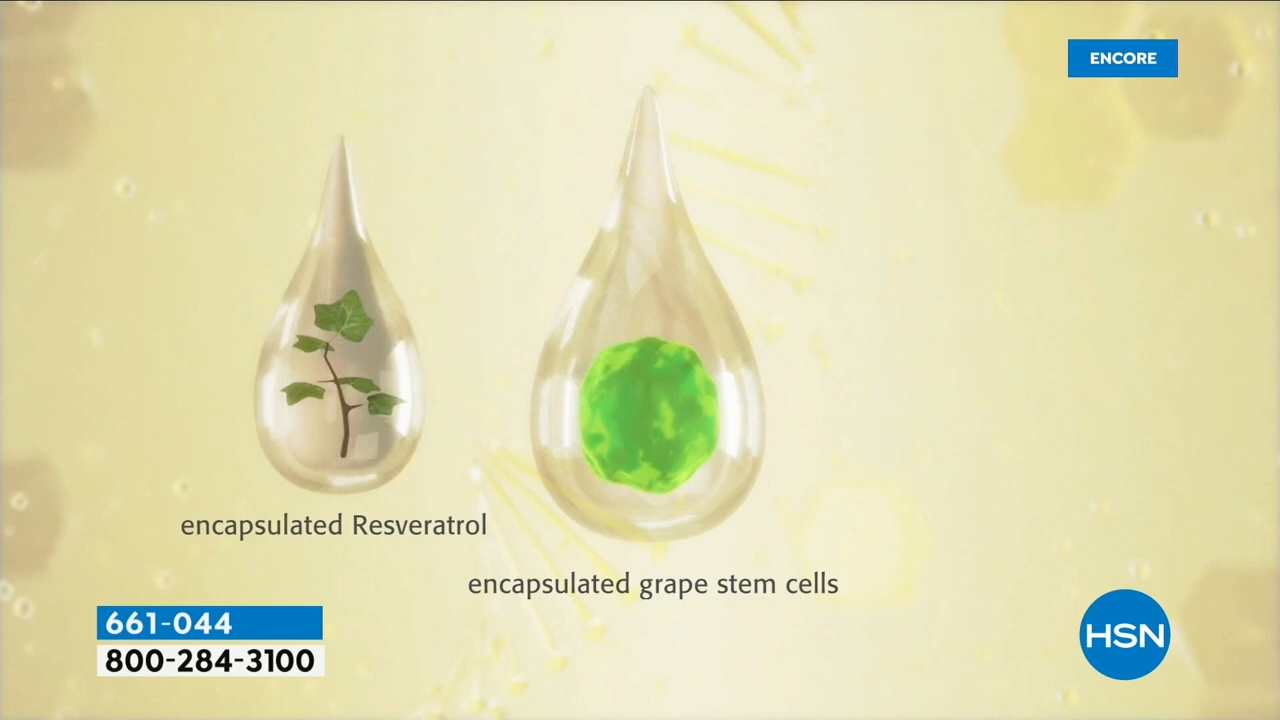 ENCORE
encapsulated Resveratrol
encapsulated grape stem cells
661-044
800-284-3100
HSN